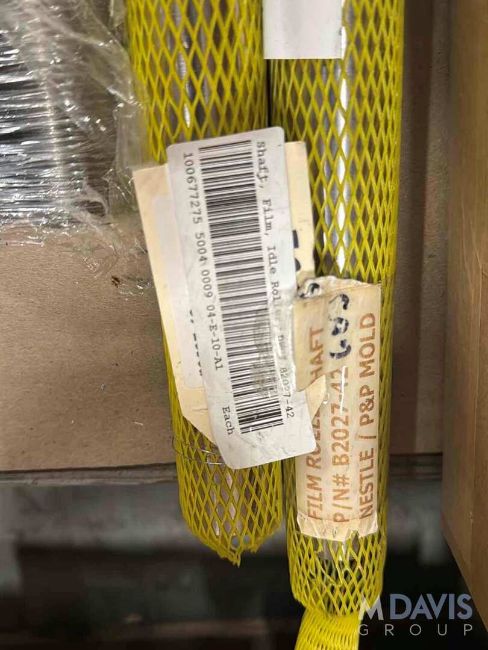 Shaft, Film, Idle Roller, B2027-42
100677275 5004 0009 04-E-10-A1
Each
FILM ROLLER SHAFT
P/N# B2027-42
NESTLE / P&P MOLD
M DAVIS
GROUP